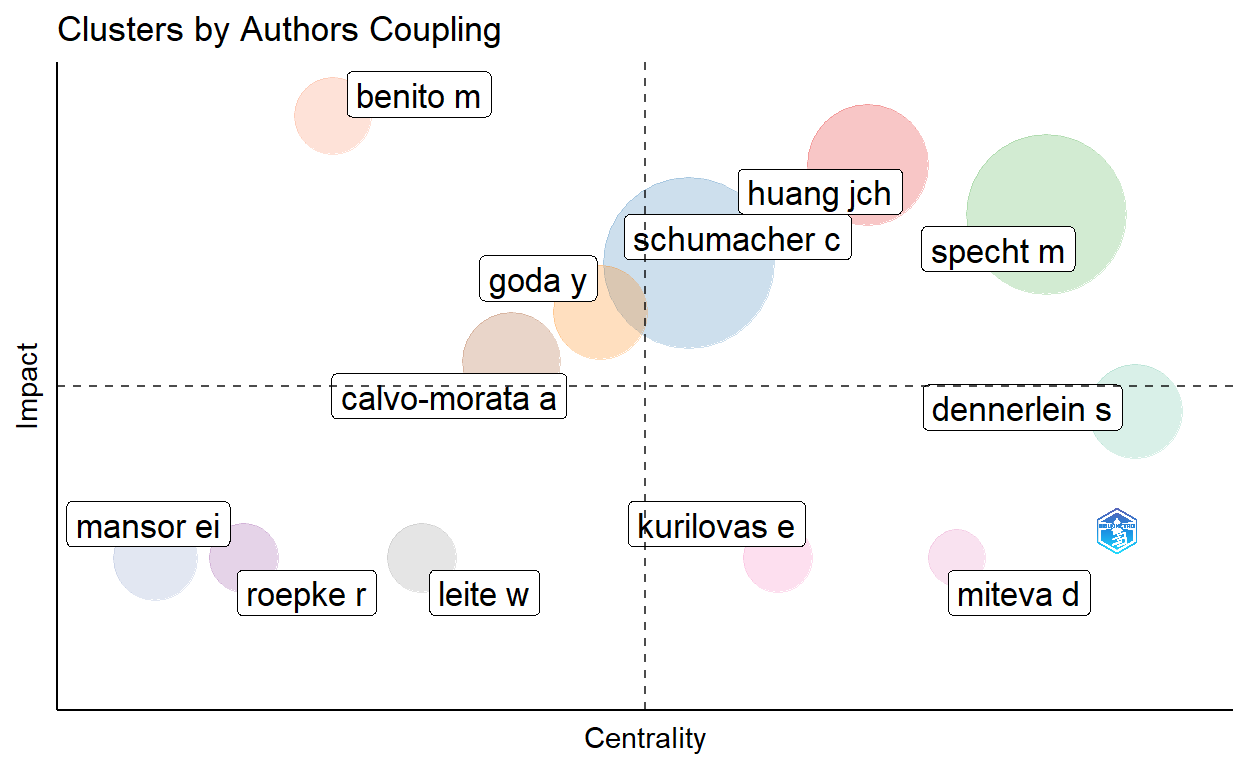 Clusters by Authors Coupling
benito m
huang jch
schumacher c
specht m
goda y
calvo-morata a
dennerlein s
mansor ei
kurilovas e
roepke r
leite w
miteva d
Impact
Centrality